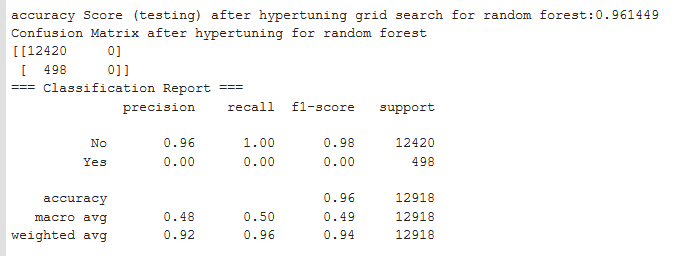 accuracy Score (testing) after hypertuning grid search for random forest:0.961449
Confusion Matrix after hypertuning for random forest
[[12420     0]
 [  498     0]]
=== Classification Report ===
              precision    recall  f1-score   support

          No       0.96      1.00      0.98     12420
         Yes       0.00      0.00      0.00       498

    accuracy                           0.96     12918
   macro avg       0.48      0.50      0.49     12918
weighted avg       0.92      0.96      0.94     12918